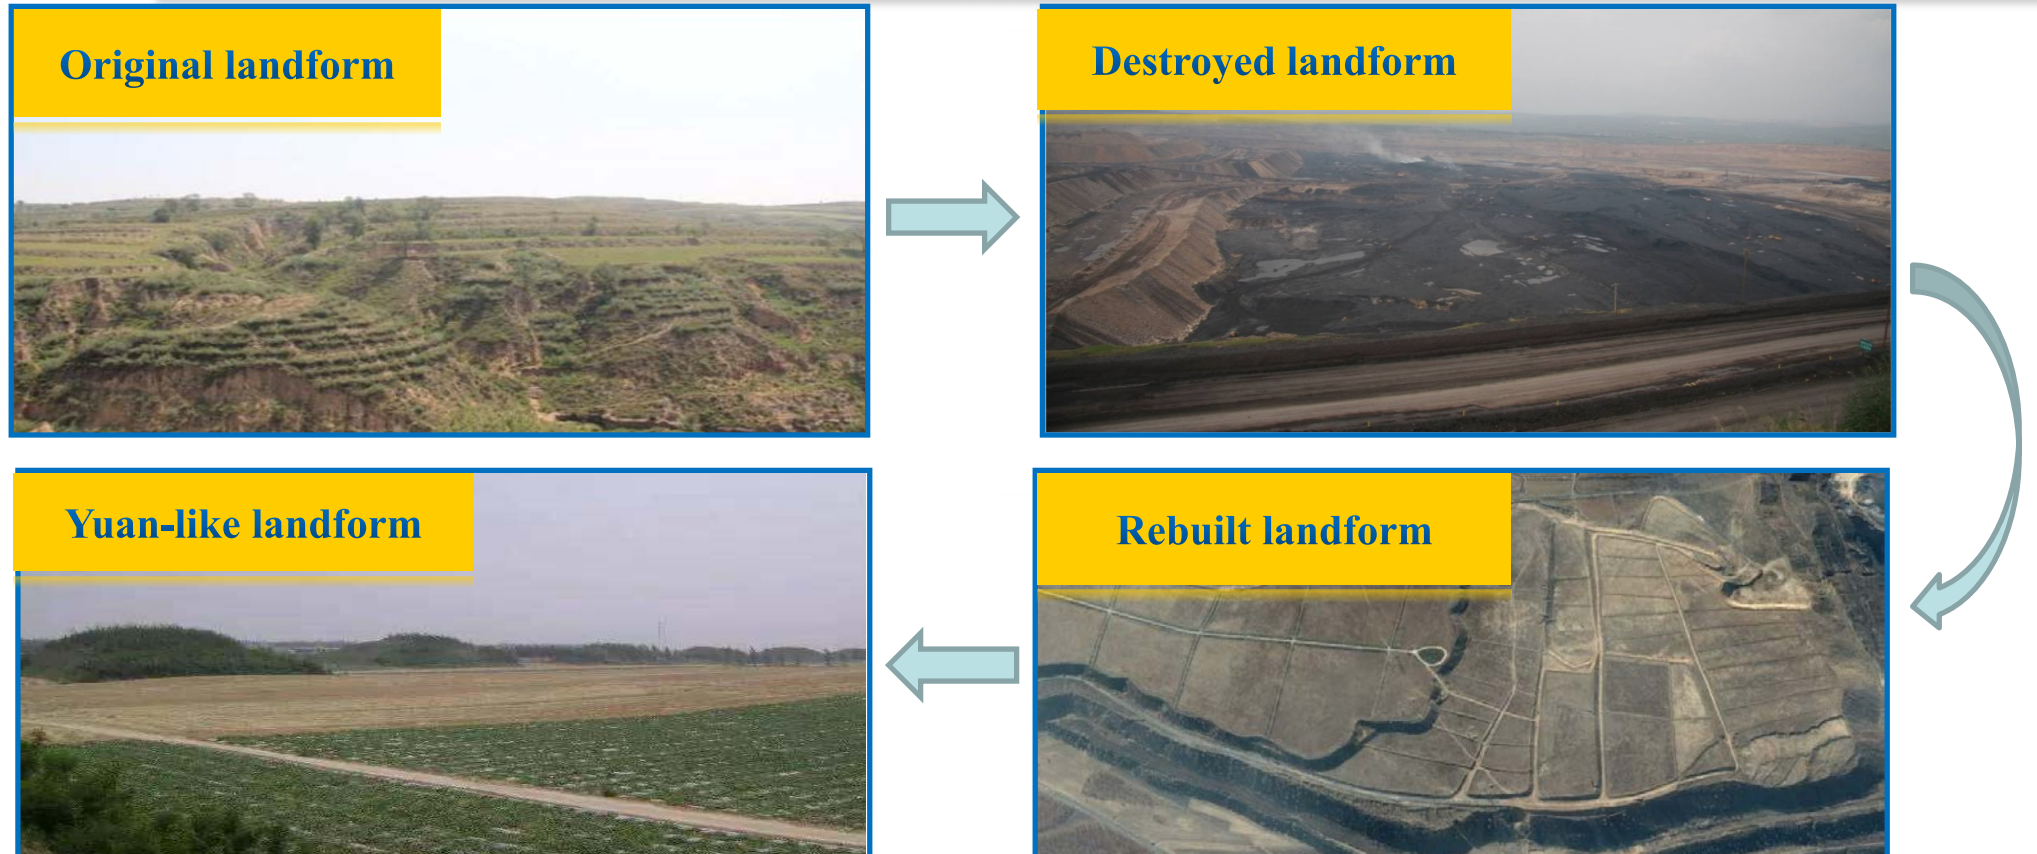 Original landform
Destroyed landform
Yuan-like landform
Rebuilt landform